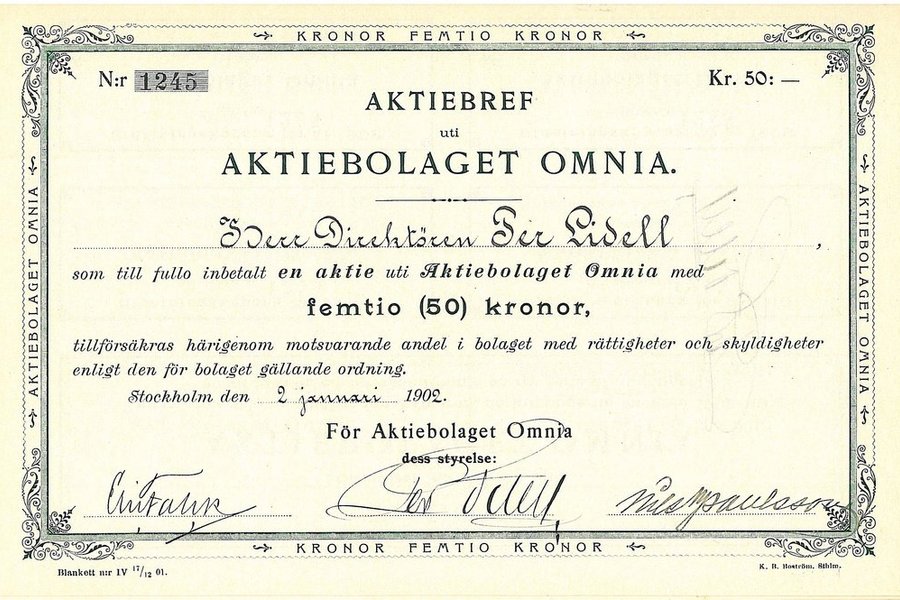 KRONOR FEMTIO KRONOR
N:r 1245
Kr. 50: —
AKTIEBREF
uti
AKTIEBOLAGET OMNIA.
Herr Direktören Per Lidell,
som till fullo inbetalt en aktie uti Aktiebolaget Omnia med
femtio (50) kronor,
tillförsäkras härigenom motsvarande andel i bolaget med rättigheter och skyldigheter
enligt den för bolaget gällande ordning.
Stockholm den 2 januari 1902.
För Aktiebolaget Omnia
dess styrelse:
AKTIEBOLAGET OMNIA
AKTIEBOLAGET OMNIA
KRONOR FEMTIO KRONOR
Blankett n:r IV 17/12 01.
K. B. Boström, Sthlm.